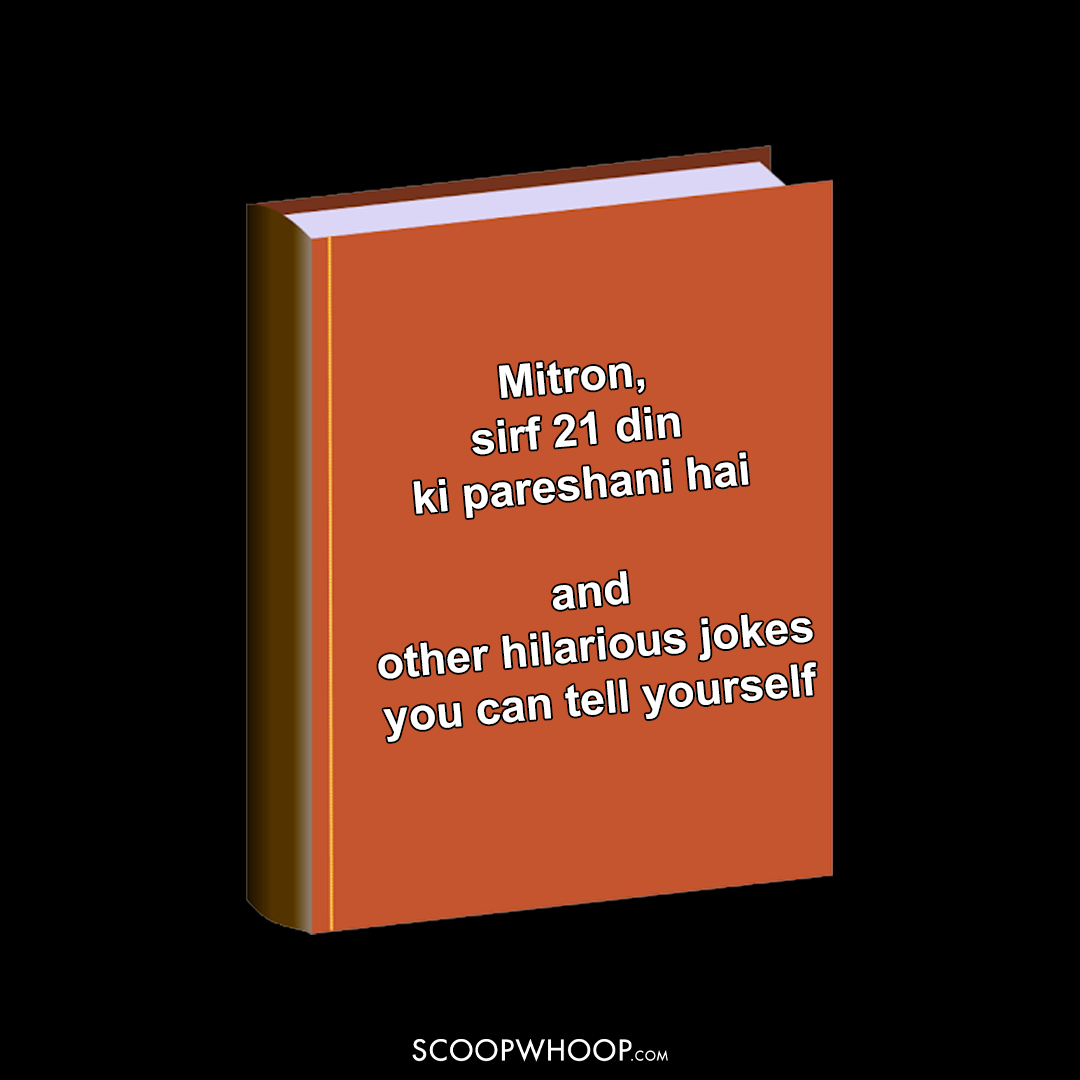 Mitron,
sirf 21 din
ki pareshani hai
and
other hilarious jokes
you can tell yourself
SCOOPWHOOP.COM